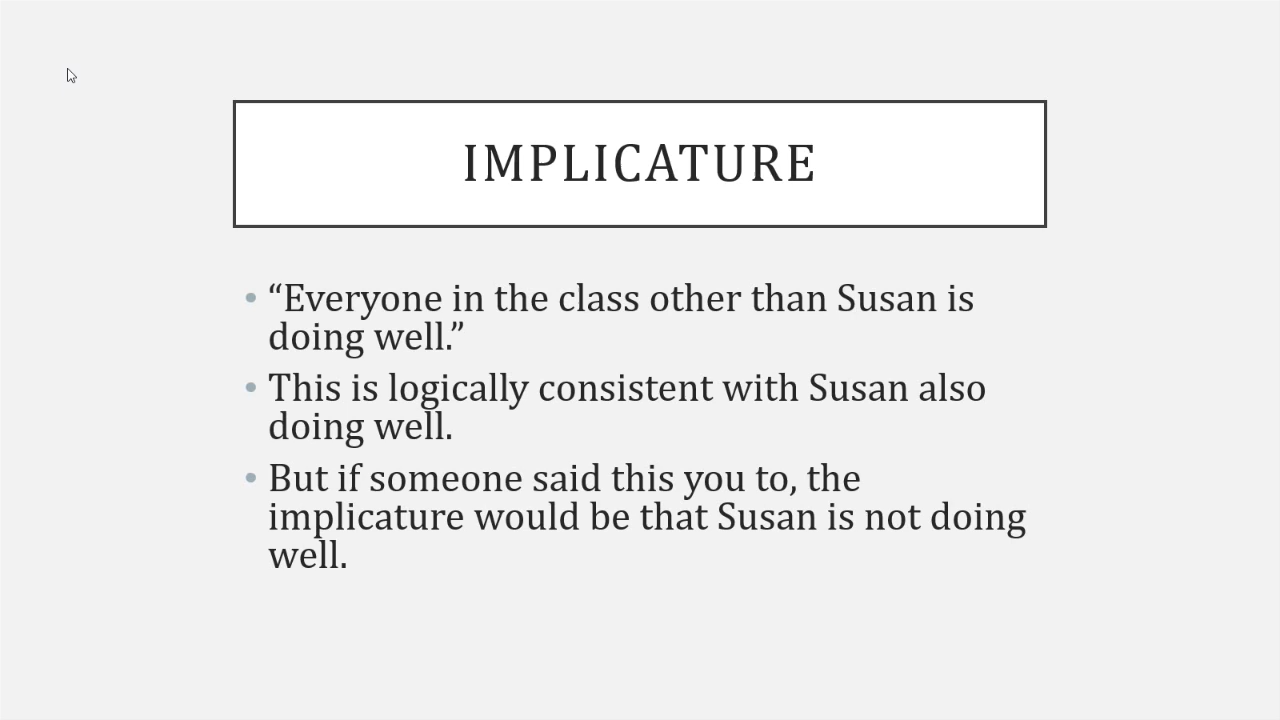 IMPLICATURE
• “Everyone in the class other than Susan is
doing well.”
• This is logically consistent with Susan also
doing well.
• But if someone said this you to, the
implicature would be that Susan is not doing
well.